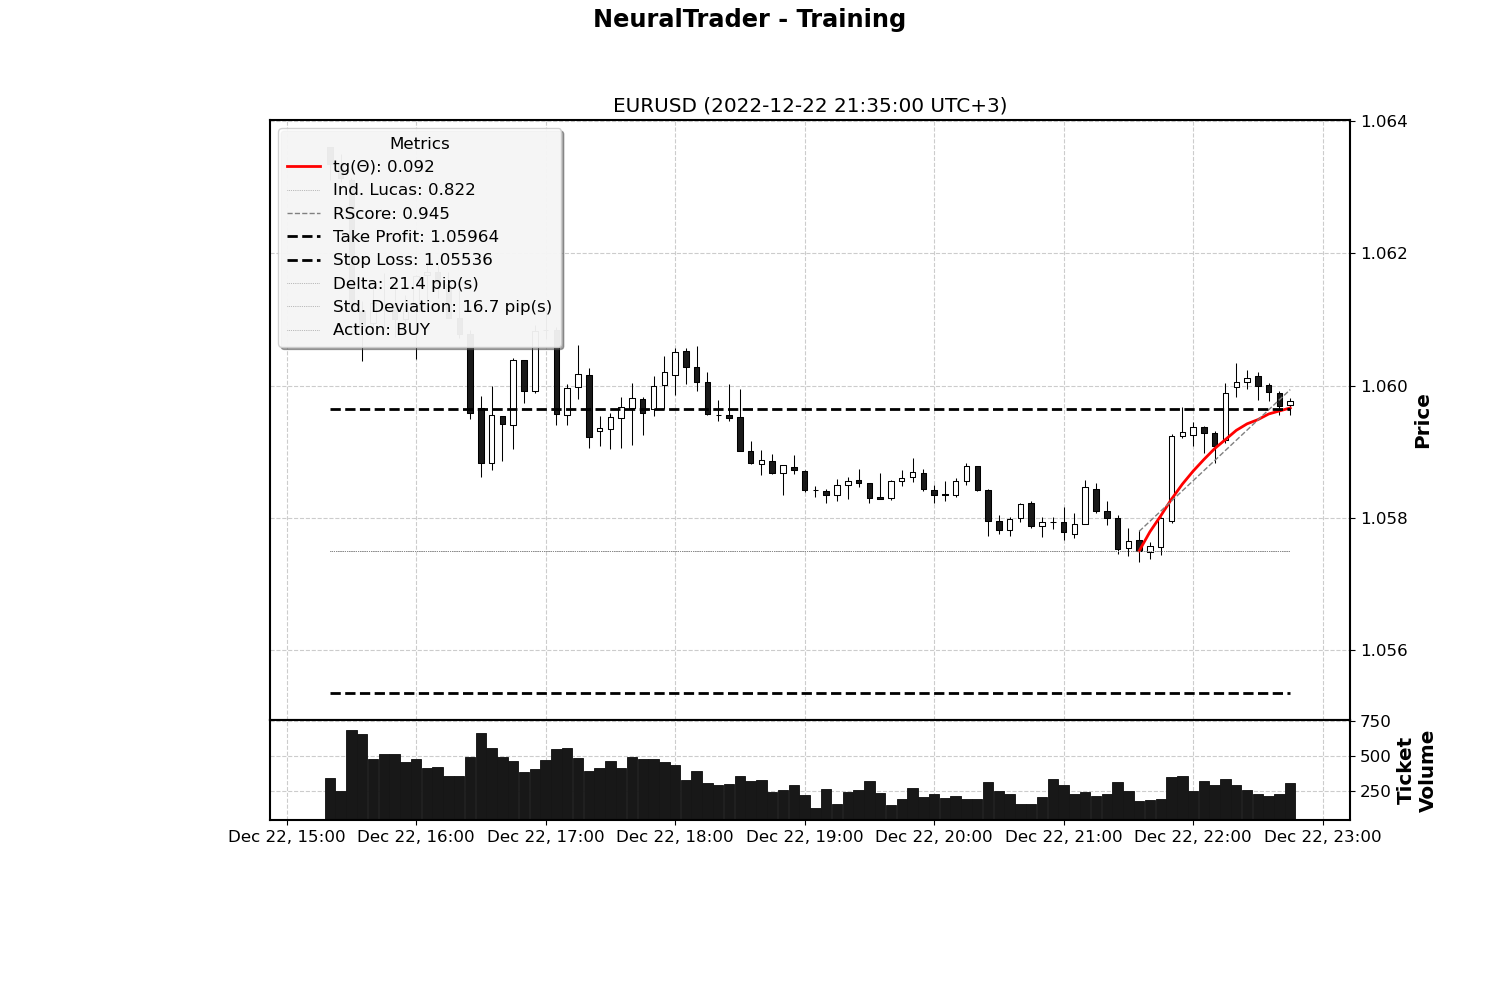 NeuralTrader - Training
EURUSD (2022-12-22 21:35:00 UTC+3)
Metrics
tg(Θ): 0.092
Ind. Lucas: 0.822
RScore: 0.945
Take Profit: 1.05964
Stop Loss: 1.05536
Delta: 21.4 pip(s)
Std. Deviation: 16.7 pip(s)
Action: BUY
1.064
1.062
1.060
1.058
1.056
Price
750
500
250
Ticket
Volume
Dec 22, 15:00 Dec 22, 16:00 Dec 22, 17:00 Dec 22, 18:00 Dec 22, 19:00 Dec 22, 20:00 Dec 22, 21:00 Dec 22, 22:00 Dec 22, 23:00